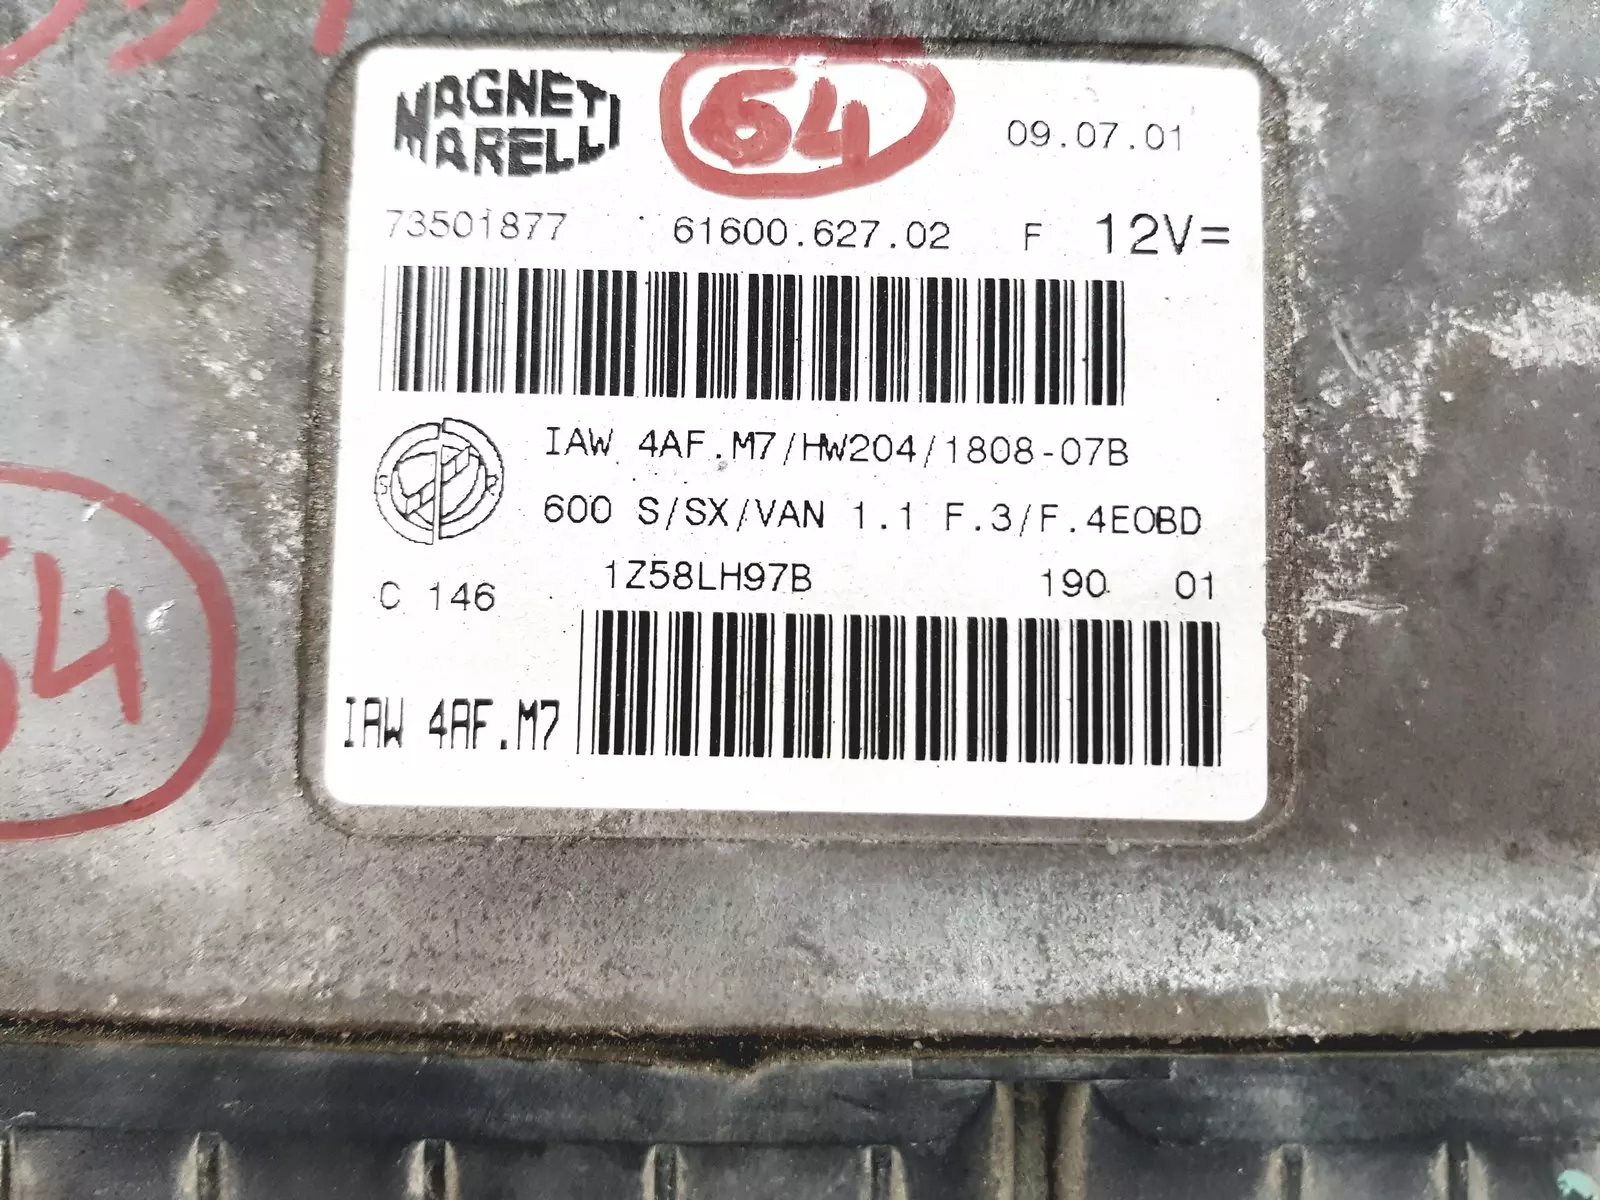 MAGNETI
MARELLI
54
09.07.01
73501877 61600.627.02 F 12V=
IAW 4AF.M7/HW204/1808-07B
600 S/SX/VAN 1.1 F.3/F.4EOBD
C 146 1Z58LH97B 190 01
IAW 4AF.M7
54